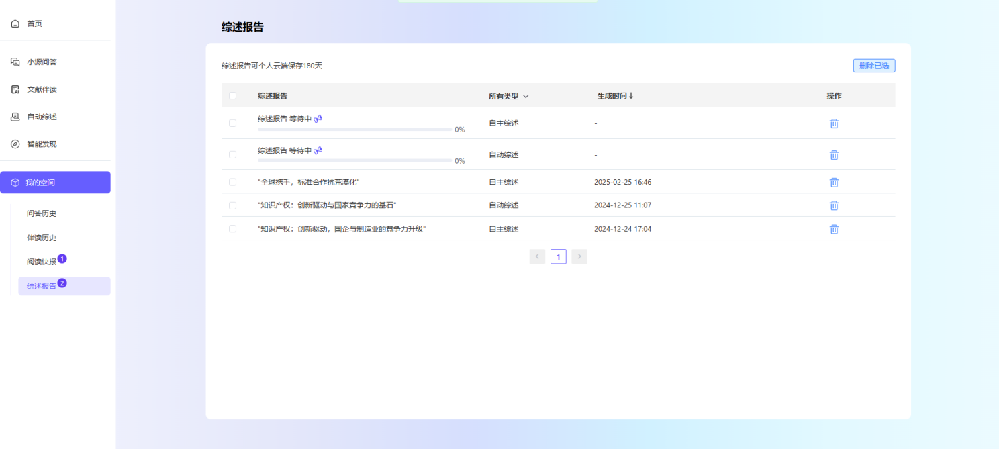 首页
小源问答
文献伴读
自动综述
智能发现
我的空间
问答历史
伴读历史
阅读快报 1
综述报告 2
综述报告
综述报告可个人云端保存180天
删除已选
综述报告 所有类型 生成时间↓ 操作
综述报告 等待中
0%
自主综述 -
综述报告 等待中
0%
自动综述 -
"全球携手，标准合作抗荒漠化" 自主综述 2025-02-25 16:46
"知识产权：创新驱动与国家竞争力的基石" 自动综述 2024-12-25 11:07
"知识产权：创新驱动，国企与制造业的竞争力升级" 自主综述 2024-12-24 17:04
1